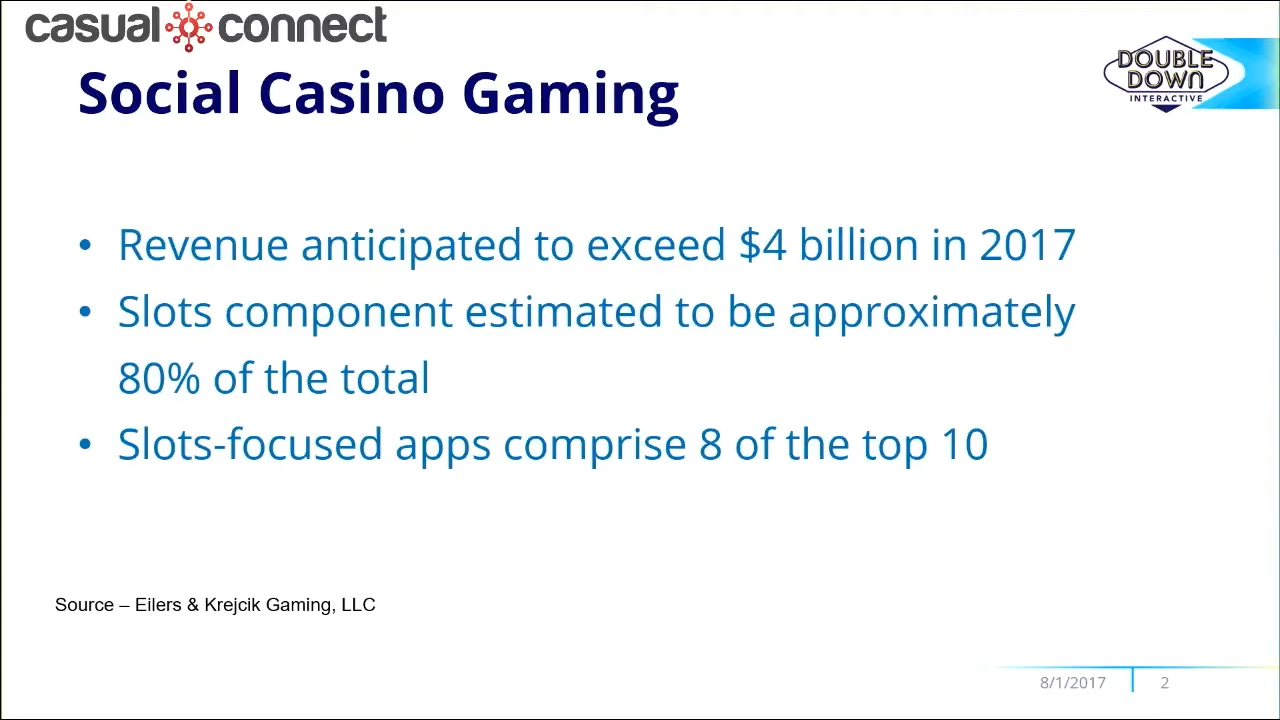 casual connect
Social Casino Gaming
DOUBLE
DOWN
INTERACTIVE
• Revenue anticipated to exceed $4 billion in 2017
• Slots component estimated to be approximately
80% of the total
• Slots-focused apps comprise 8 of the top 10
Source – Eilers & Krejcik Gaming, LLC
8/1/2017 2